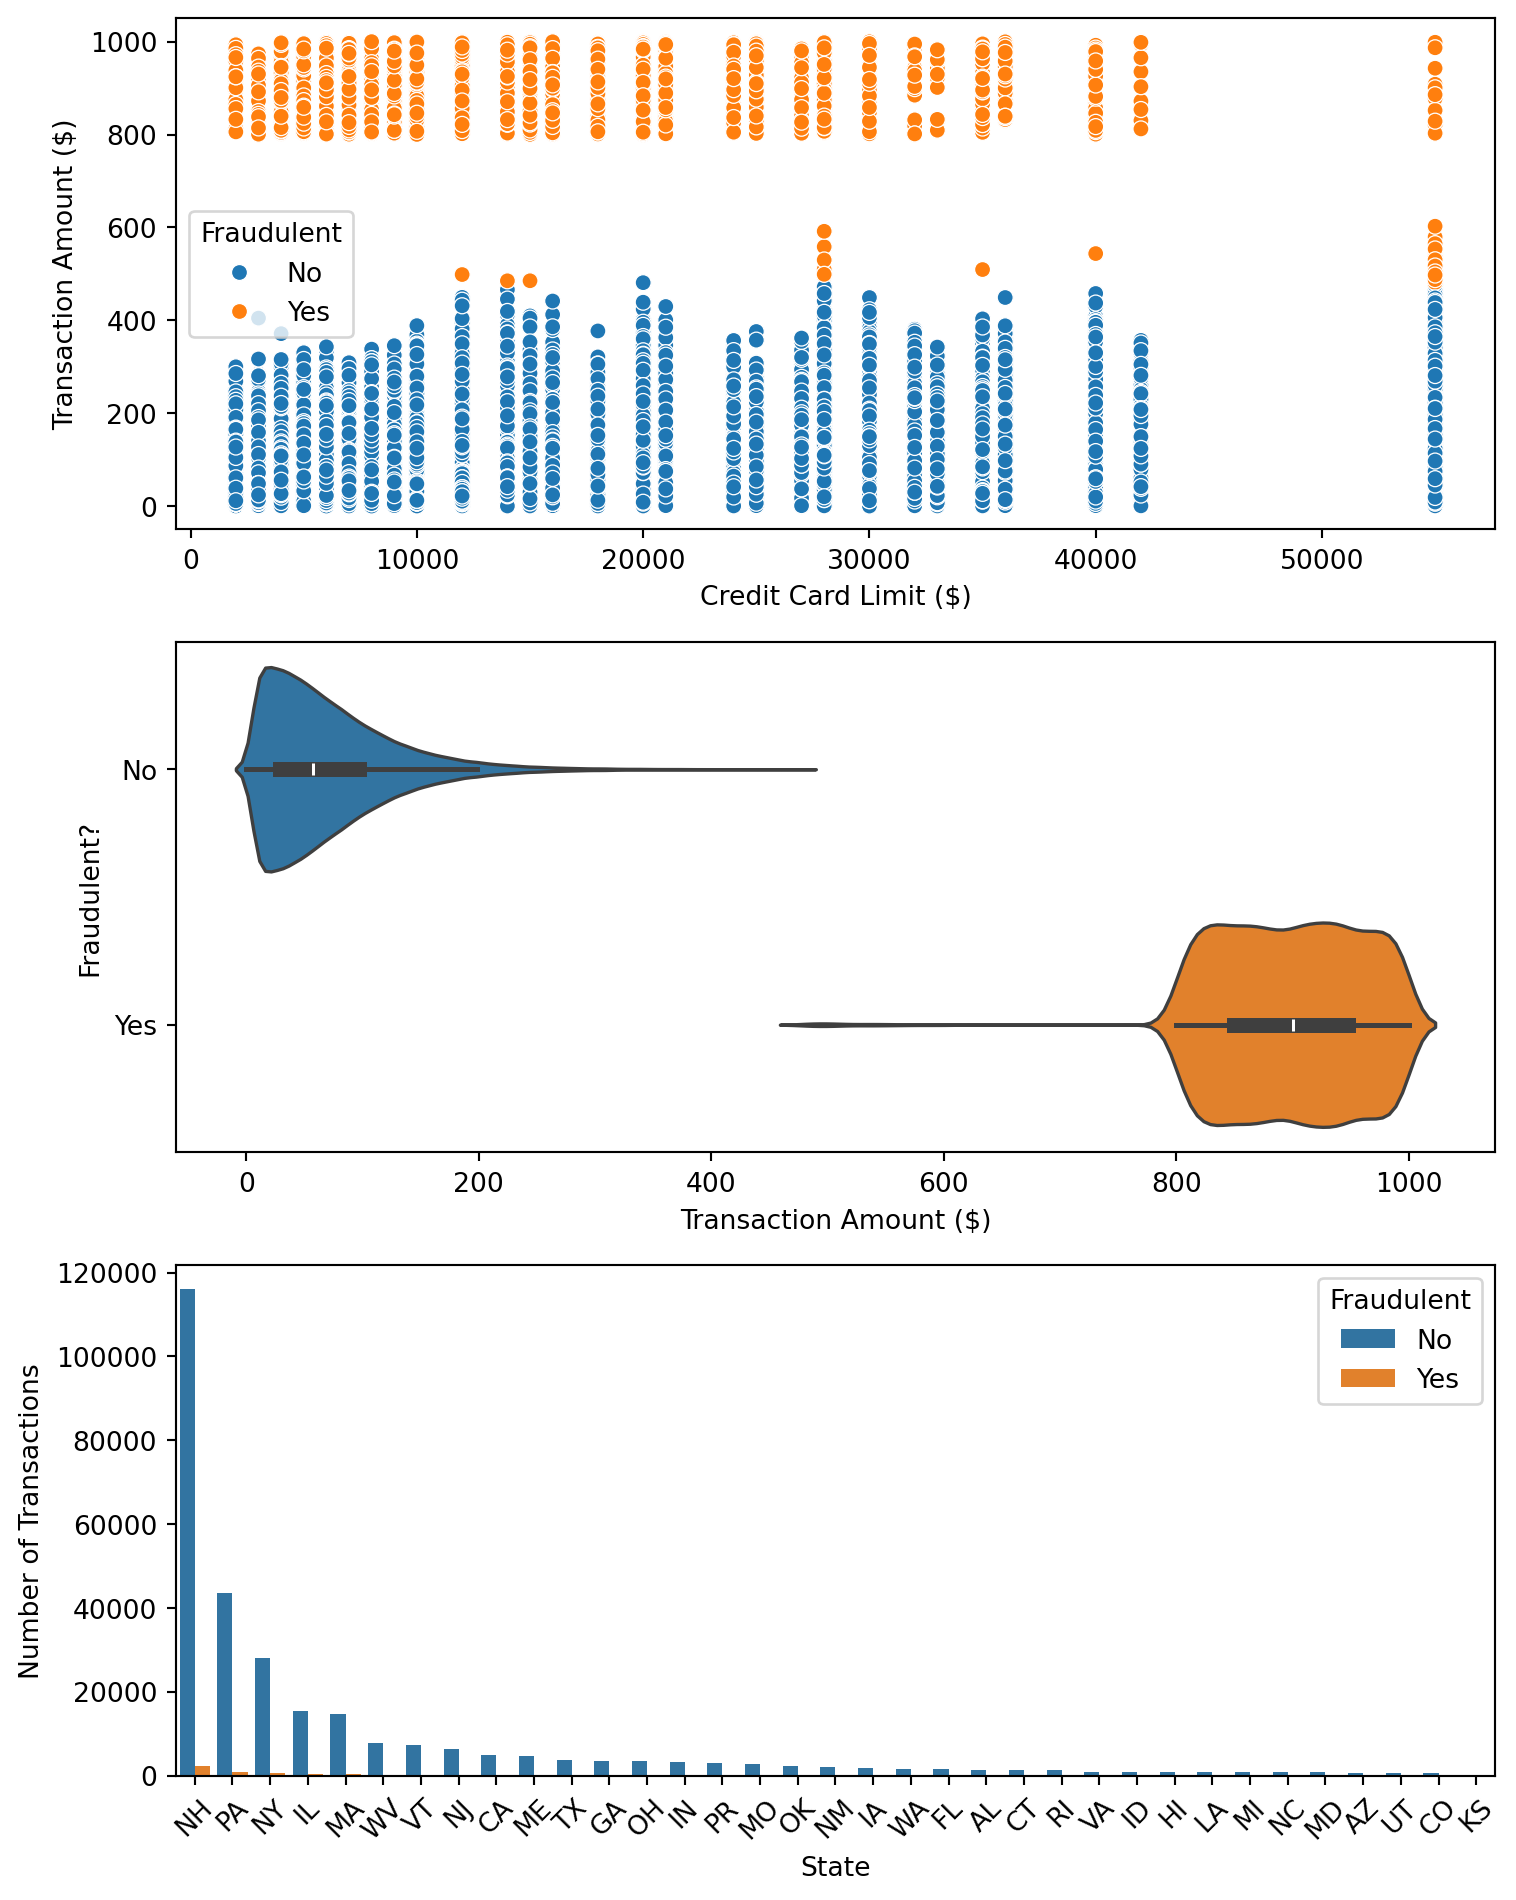 1000
800
600
400
200
0
Transaction Amount ($)
Fraudulent
No
Yes
0 10000 20000 30000 40000 50000
Credit Card Limit ($)
Fraudulent?
No
Yes
0 200 400 600 800 1000
Transaction Amount ($)
120000
100000
80000
60000
40000
20000
0
Number of Transactions
Fraudulent
No
Yes
NH PA NY IL MA WV VT NJ CA ME TX GA OH IN PR MO OK NM IA WA FL AL CT RI VA ID HI LA MI NC MD AZ UT CO KS
State